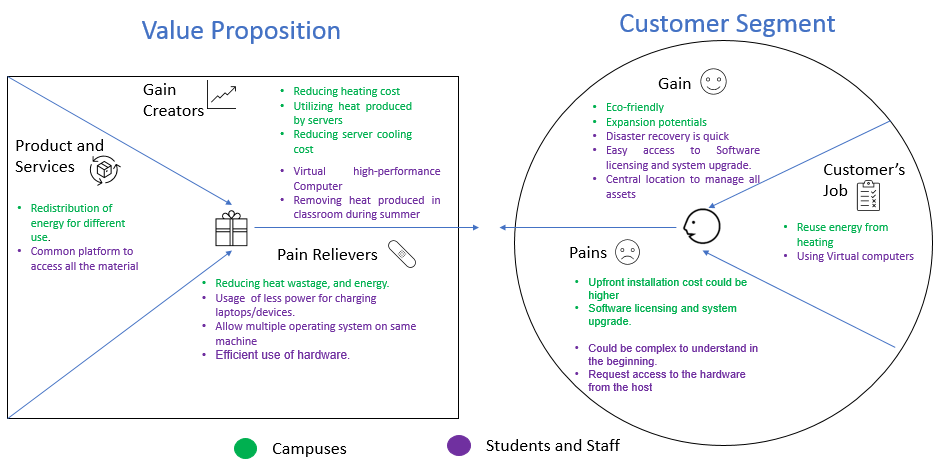 Value Proposition
Customer Segment
Gain
Creators
• Reducing heating cost
• Utilizing heat produced
by servers
• Reducing server cooling
cost
• Virtual high-performance
Computer
• Removing heat produced in
classroom during summer
Product and
Services
• Redistribution of
energy for different
use.
• Common platform to
access all the material
Pain Relievers
• Reducing heat wastage, and energy.
• Usage of less power for charging
laptops/devices.
• Allow multiple operating system on same
machine
• Efficient use of hardware.
Gain
• Eco-friendly
• Expansion potentials
• Disaster recovery is quick
• Easy access to Software
licensing and system upgrade.
• Central location to manage all
assets
Customer's
Job
• Reuse energy from
heating
• Using Virtual computers
Pains
• Upfront installation cost could be
higher
• Software licensing and system
upgrade.
• Could be complex to understand in
the beginning.
• Request access to the hardware
from the host
Campuses
Students and Staff